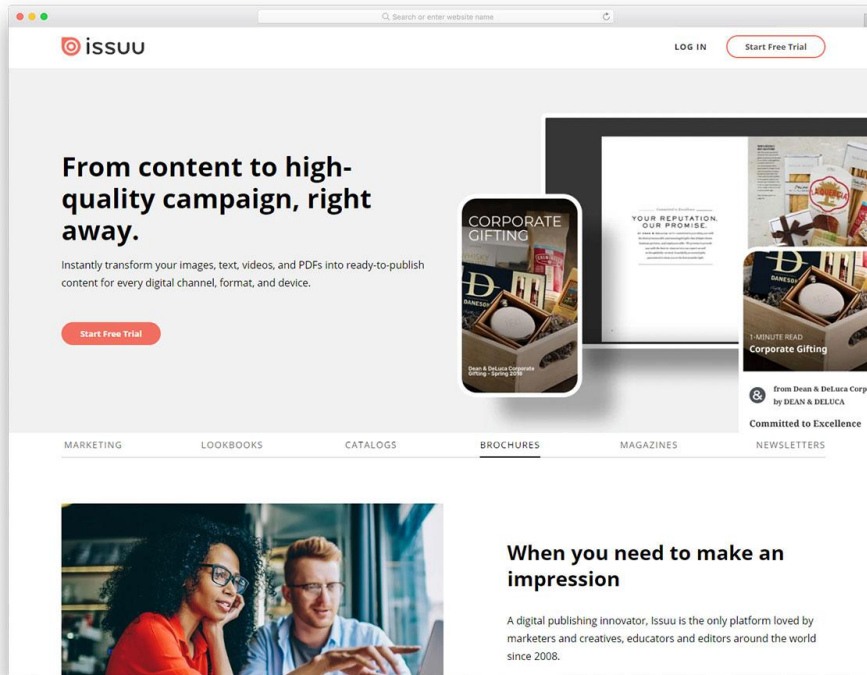 Search or enter website name
issuu
LOG IN
Start Free Trial
From content to high-
quality campaign, right
away.
Instantly transform your images, text, videos, and PDFs into ready-to-publish
content for every digital channel, format, and device.
Start Free Trial
CORPORATE
GIFTING
DANESON
Dean & DeLuca Corporate
Gifting - Spring 2018
YOUR REPUTATION.
OUR PROMISE.
LA QUERCIA
1-MINUTE READ
Corporate Gifting
& from Dean & DeLuca Corp
by DEAN & DELUCA
Committed to Excellence
MARKETING
LOOKBOOKS
CATALOGS
BROCHURES
MAGAZINES
NEWSLETTERS
When you need to make an
impression
A digital publishing innovator, Issuu is the only platform loved by
marketers and creatives, educators and editors around the world
since 2008.